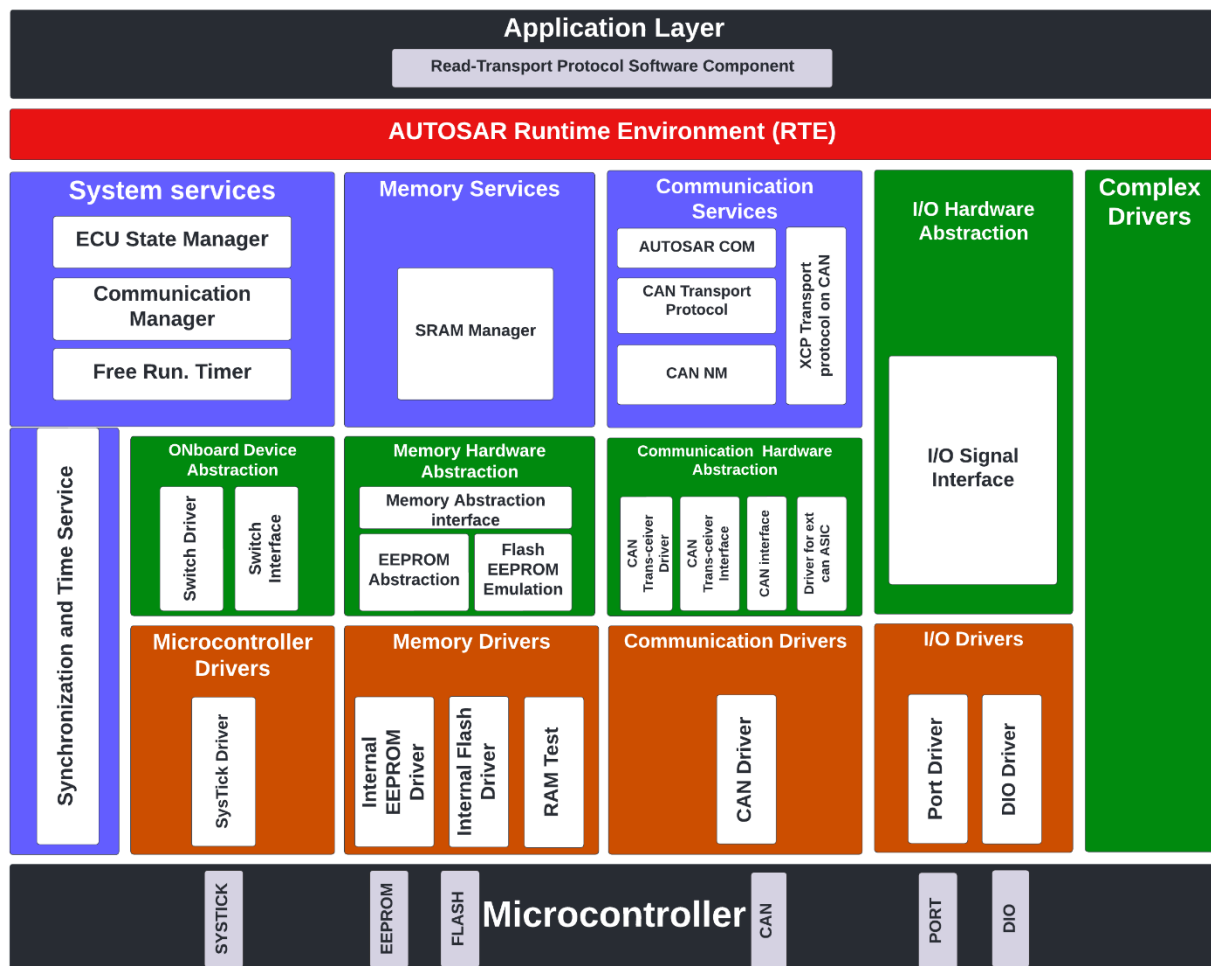 Application Layer
Read-Transport Protocol Software Component
AUTOSAR Runtime Environment (RTE)
System services
ECU State Manager
Communication
Manager
Free Run. Timer
Memory Services
SRAM Manager
Communication
Services
AUTOSAR COM
CAN Transport
Protocol
CAN NM
XCP Transport
protocol on CAN
I/O Hardware
Abstraction
I/O Signal
Interface
Complex
Drivers
Synchronization and Time Service
ONboard Device
Abstraction
Switch Driver
Switch
Interface
Memory Hardware
Abstraction
Memory Abstraction
interface
EEPROM
Abstraction
Flash
EEPROM
Emulation
Communication Hardware
Abstraction
CAN
Trans-ceiver
Driver
CAN
Trans-ceiver
Interface
CAN interface
Driver for ext
can ASIC
Microcontroller
Drivers
SysTick Driver
Memory Drivers
Internal
EEPROM
Driver
Internal Flash
Driver
RAM Test
Communication Drivers
CAN Driver
I/O Drivers
Port Driver
DIO Driver
Microcontroller
SYSTICK
EEPROM
FLASH
CAN
PORT
DIO